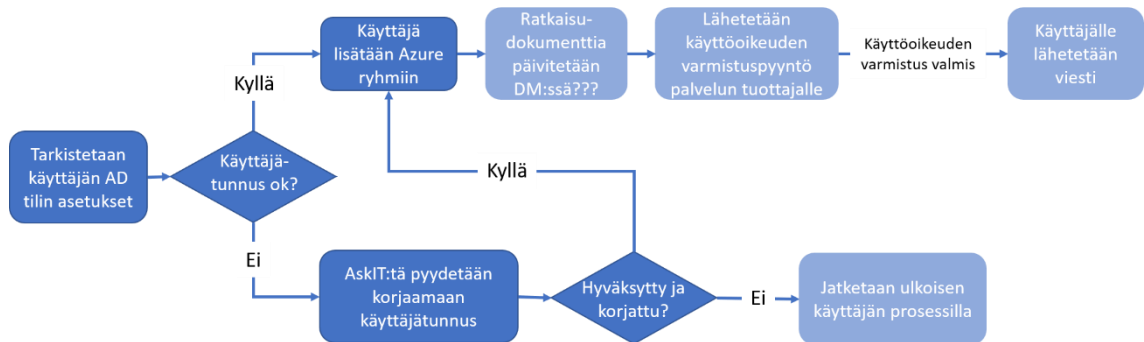 Tarkistetaan
käyttäjän AD
tilin asetukset
Käyttäjä-
tunnus ok?
Kyllä
Käyttäjä
lisätään Azure
ryhmiin
Ratkaisu-
dokumenttia
päivitetään
DM:ssä???
Lähetetään
käyttöoikeuden
varmistuspyyntö
palvelun tuottajalle
Käyttöoikeuden
varmistus valmis
Käyttäjälle
lähetetään
viesti
Ei
AskIT:tä pyydetään
korjaamaan
käyttäjätunnus
Hyväksytty ja
korjattu?
Kyllä
Ei
Jatketaan ulkoisen
käyttäjän prosessilla